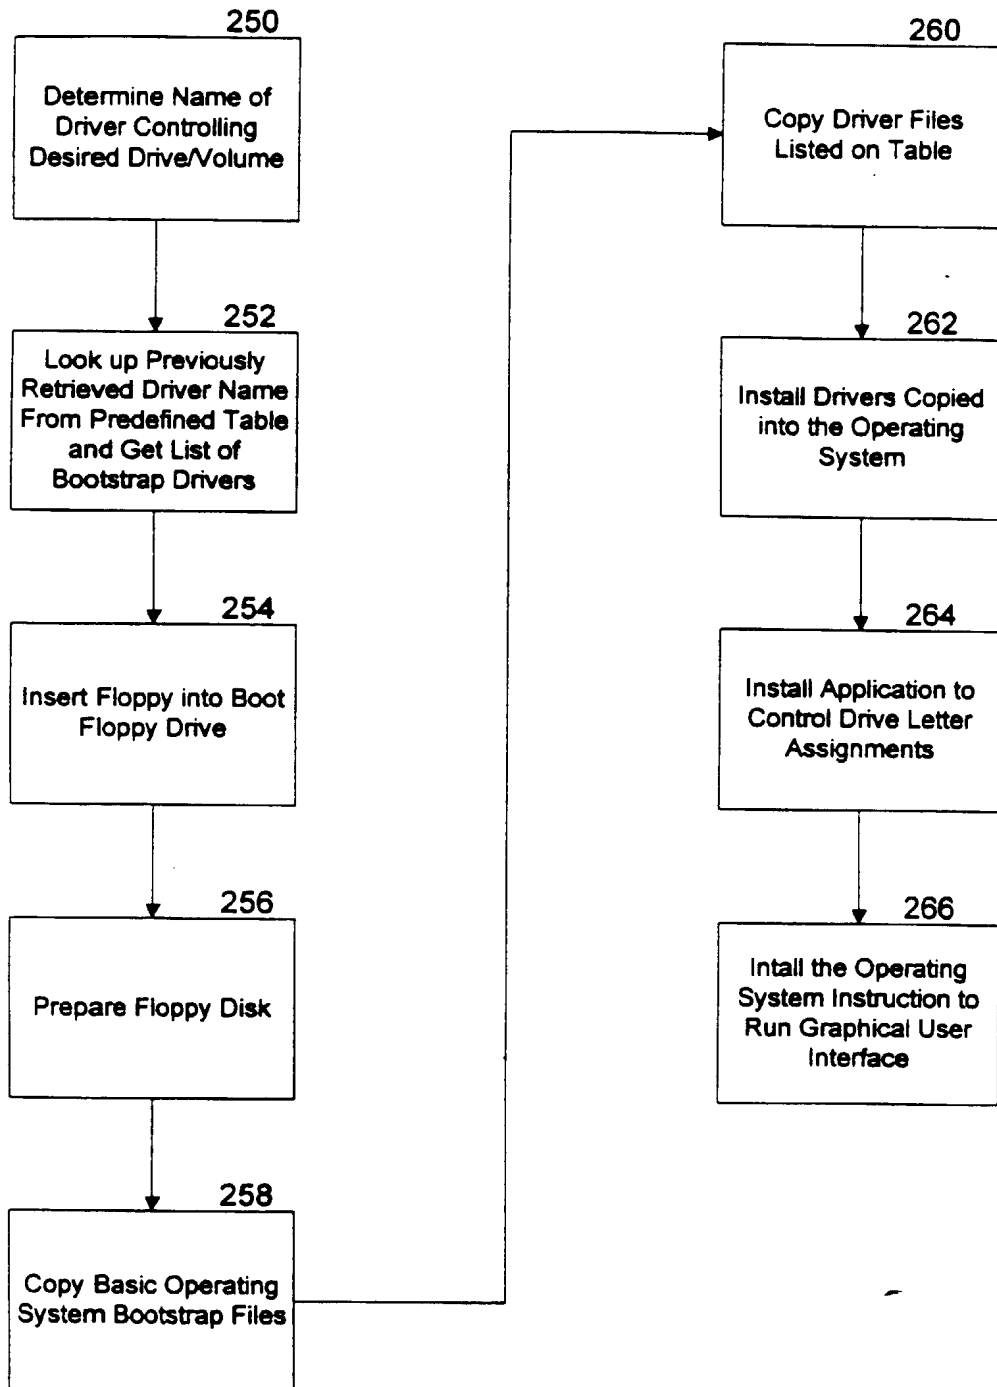 250
Determine Name of
Driver Controlling
Desired Drive/Volume
252
Look up Previously
Retrieved Driver Name
From Predefined Table
and Get List of
Bootstrap Drivers
254
Insert Floppy into Boot
Floppy Drive
256
Prepare Floppy Disk
258
Copy Basic Operating
System Bootstrap Files
260
Copy Driver Files
Listed on Table
262
Install Drivers Copied
into the Operating
System
264
Install Application to
Control Drive Letter
Assignments
266
Intall the Operating
System Instruction to
Run Graphical User
Interface